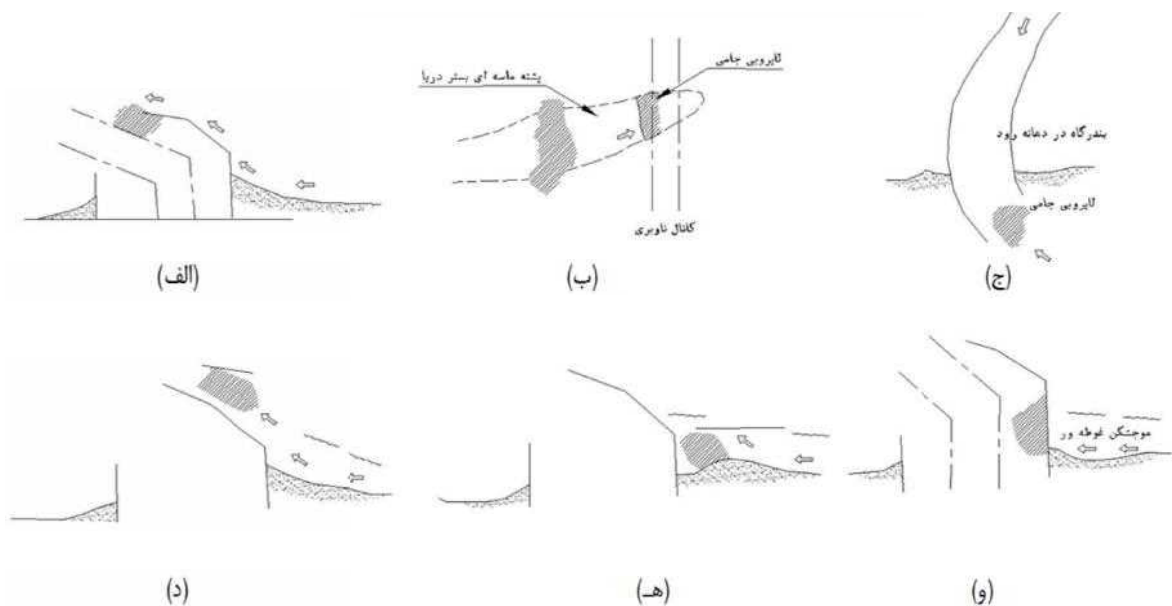 پشته ماسه ای بستر دریا
لایروبی جامی
کانال ناوبری
بندرگاه در دهانه رود
لایروبی جامی
(الف)
(ب)
(ج)
موجشکن غوطه ور
(د)
(هـ)
(و)